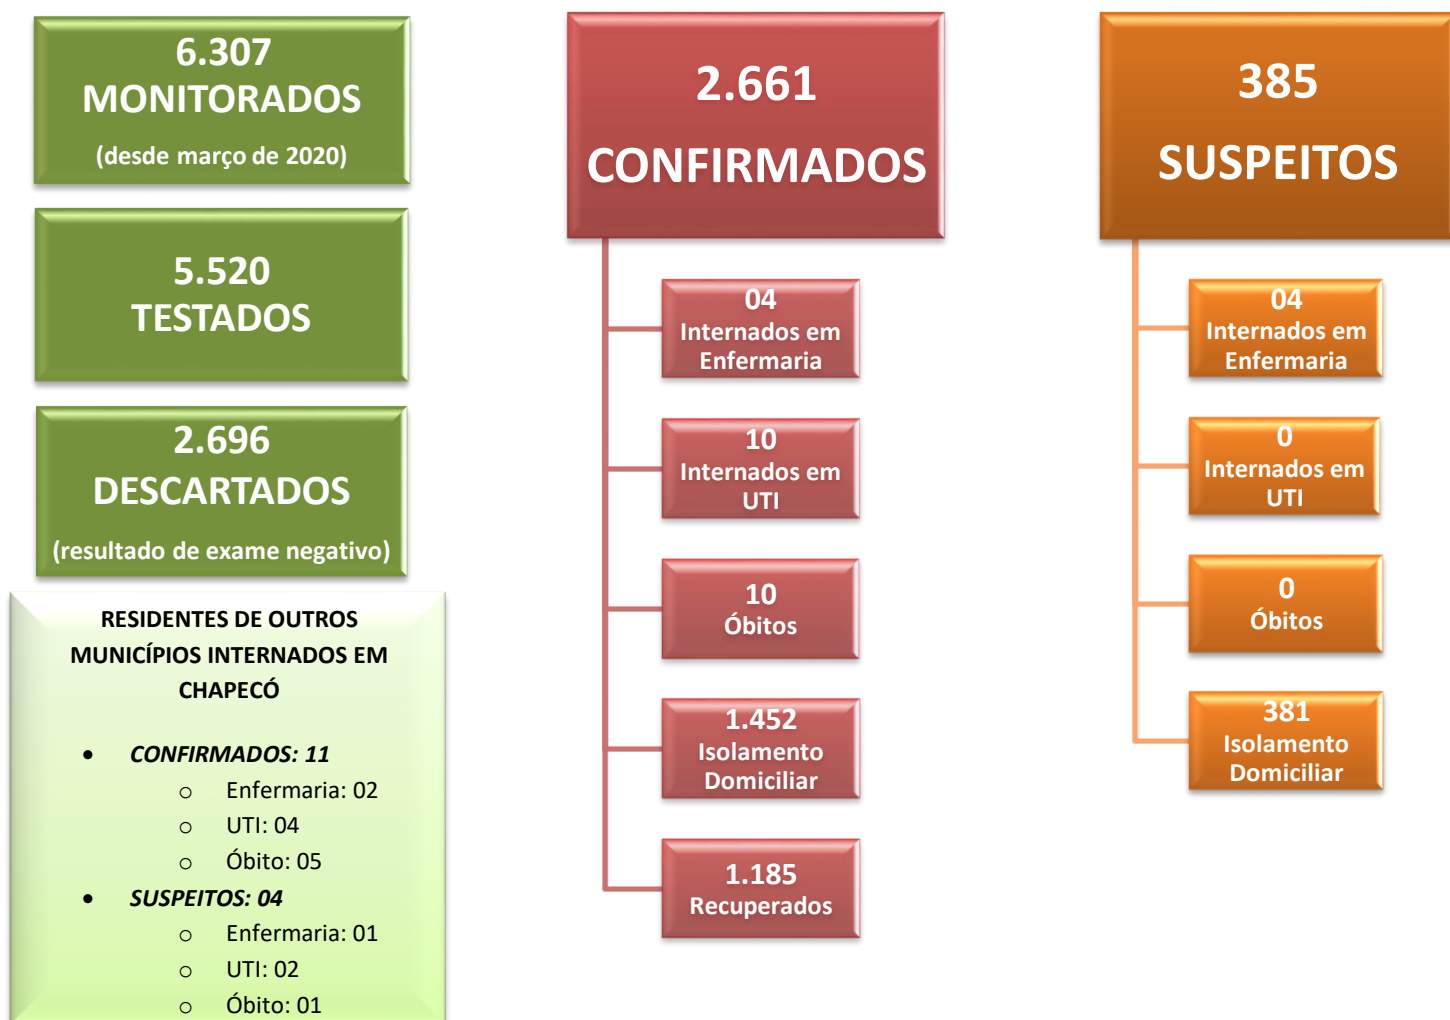 6.307
MONITORADOS
(desde março de 2020)
5.520
TESTADOS
2.696
DESCARTADOS
(resultado de exame negativo)
RESIDENTES DE OUTROS
MUNICÍPIOS INTERNADOS EM
CHAPECÓ
• CONFIRMADOS: 11
o Enfermaria: 02
o UTI: 04
o Óbito: 05
• SUSPEITOS: 04
o Enfermaria: 01
o UTI: 02
o Óbito: 01
2.661
CONFIRMADOS
04
Internados em
Enfermaria
10
Internados em
UTI
10
Óbitos
1.452
Isolamento
Domiciliar
1.185
Recuperados
385
SUSPEITOS
04
Internados em
Enfermaria
0
Internados em
UTI
0
Óbitos
381
Isolamento
Domiciliar